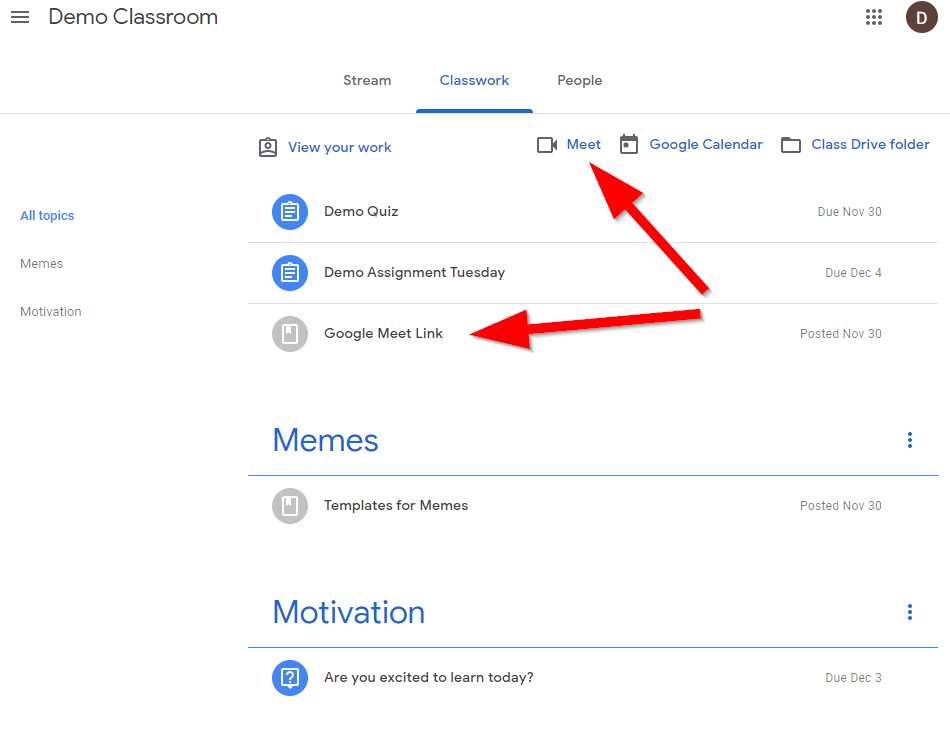 Demo Classroom
D
Stream
Classwork
People
View your work
Meet
Google Calendar
Class Drive folder
All topics
Memes
Motivation
Demo Quiz
Due Nov 30
Demo Assignment Tuesday
Due Dec 4
Google Meet Link
Posted Nov 30
Memes
Templates for Memes
Posted Nov 30
Motivation
Are you excited to learn today?
Due Dec 3